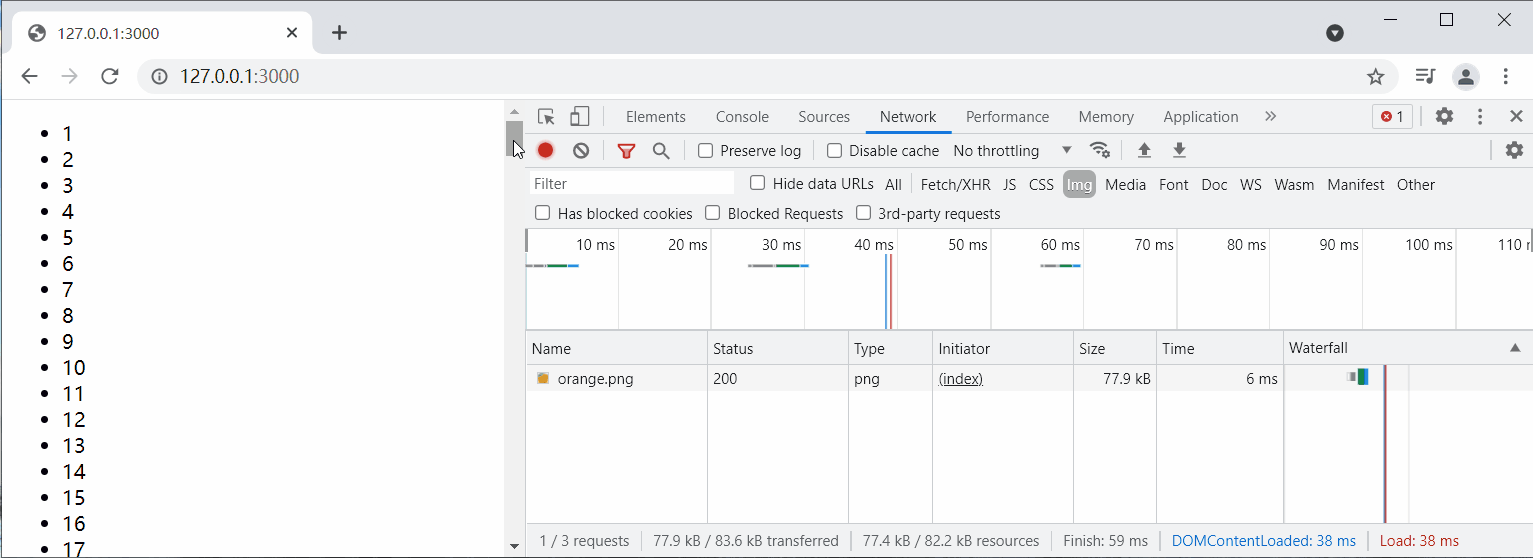 127.0.0.1:3000
127.0.0.1:3000
1
2
3
4
5
6
7
8
9
10
11
12
13
14
15
16
17
Elements Console Sources Network Performance Memory Application » 1
Preserve log Disable cache No throttling
Filter Hide data URLs All Fetch/XHR JS CSS Img Media Font Doc WS Wasm Manifest Other
Has blocked cookies Blocked Requests 3rd-party requests
10 ms 20 ms 30 ms 40 ms 50 ms 60 ms 70 ms 80 ms 90 ms 100 ms 110
Name Status Type Initiator Size Time Waterfall
orange.png 200 png (index) 77.9 kB 6 ms
1 / 3 requests 77.9 kB / 83.6 kB transferred 77.4 kB / 82.2 kB resources Finish: 59 ms DOMContentLoaded: 38 ms Load: 38 ms